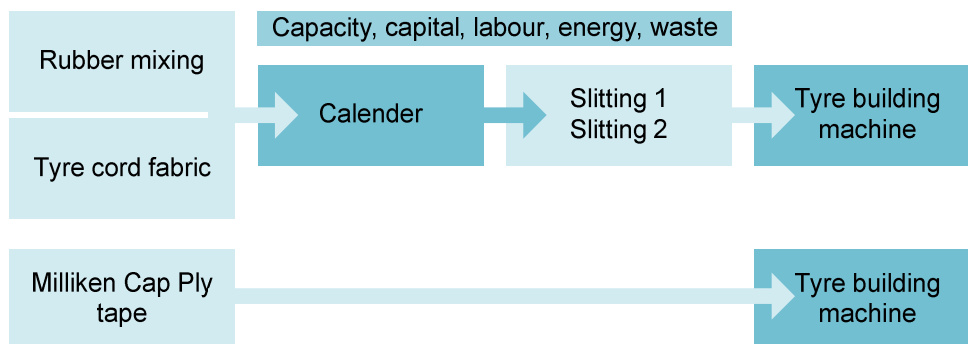 Capacity, capital, labour, energy, waste
Rubber mixing
Tyre cord fabric
Calender
Slitting 1
Slitting 2
Tyre building
machine
Milliken Cap Ply
tape
Tyre building
machine